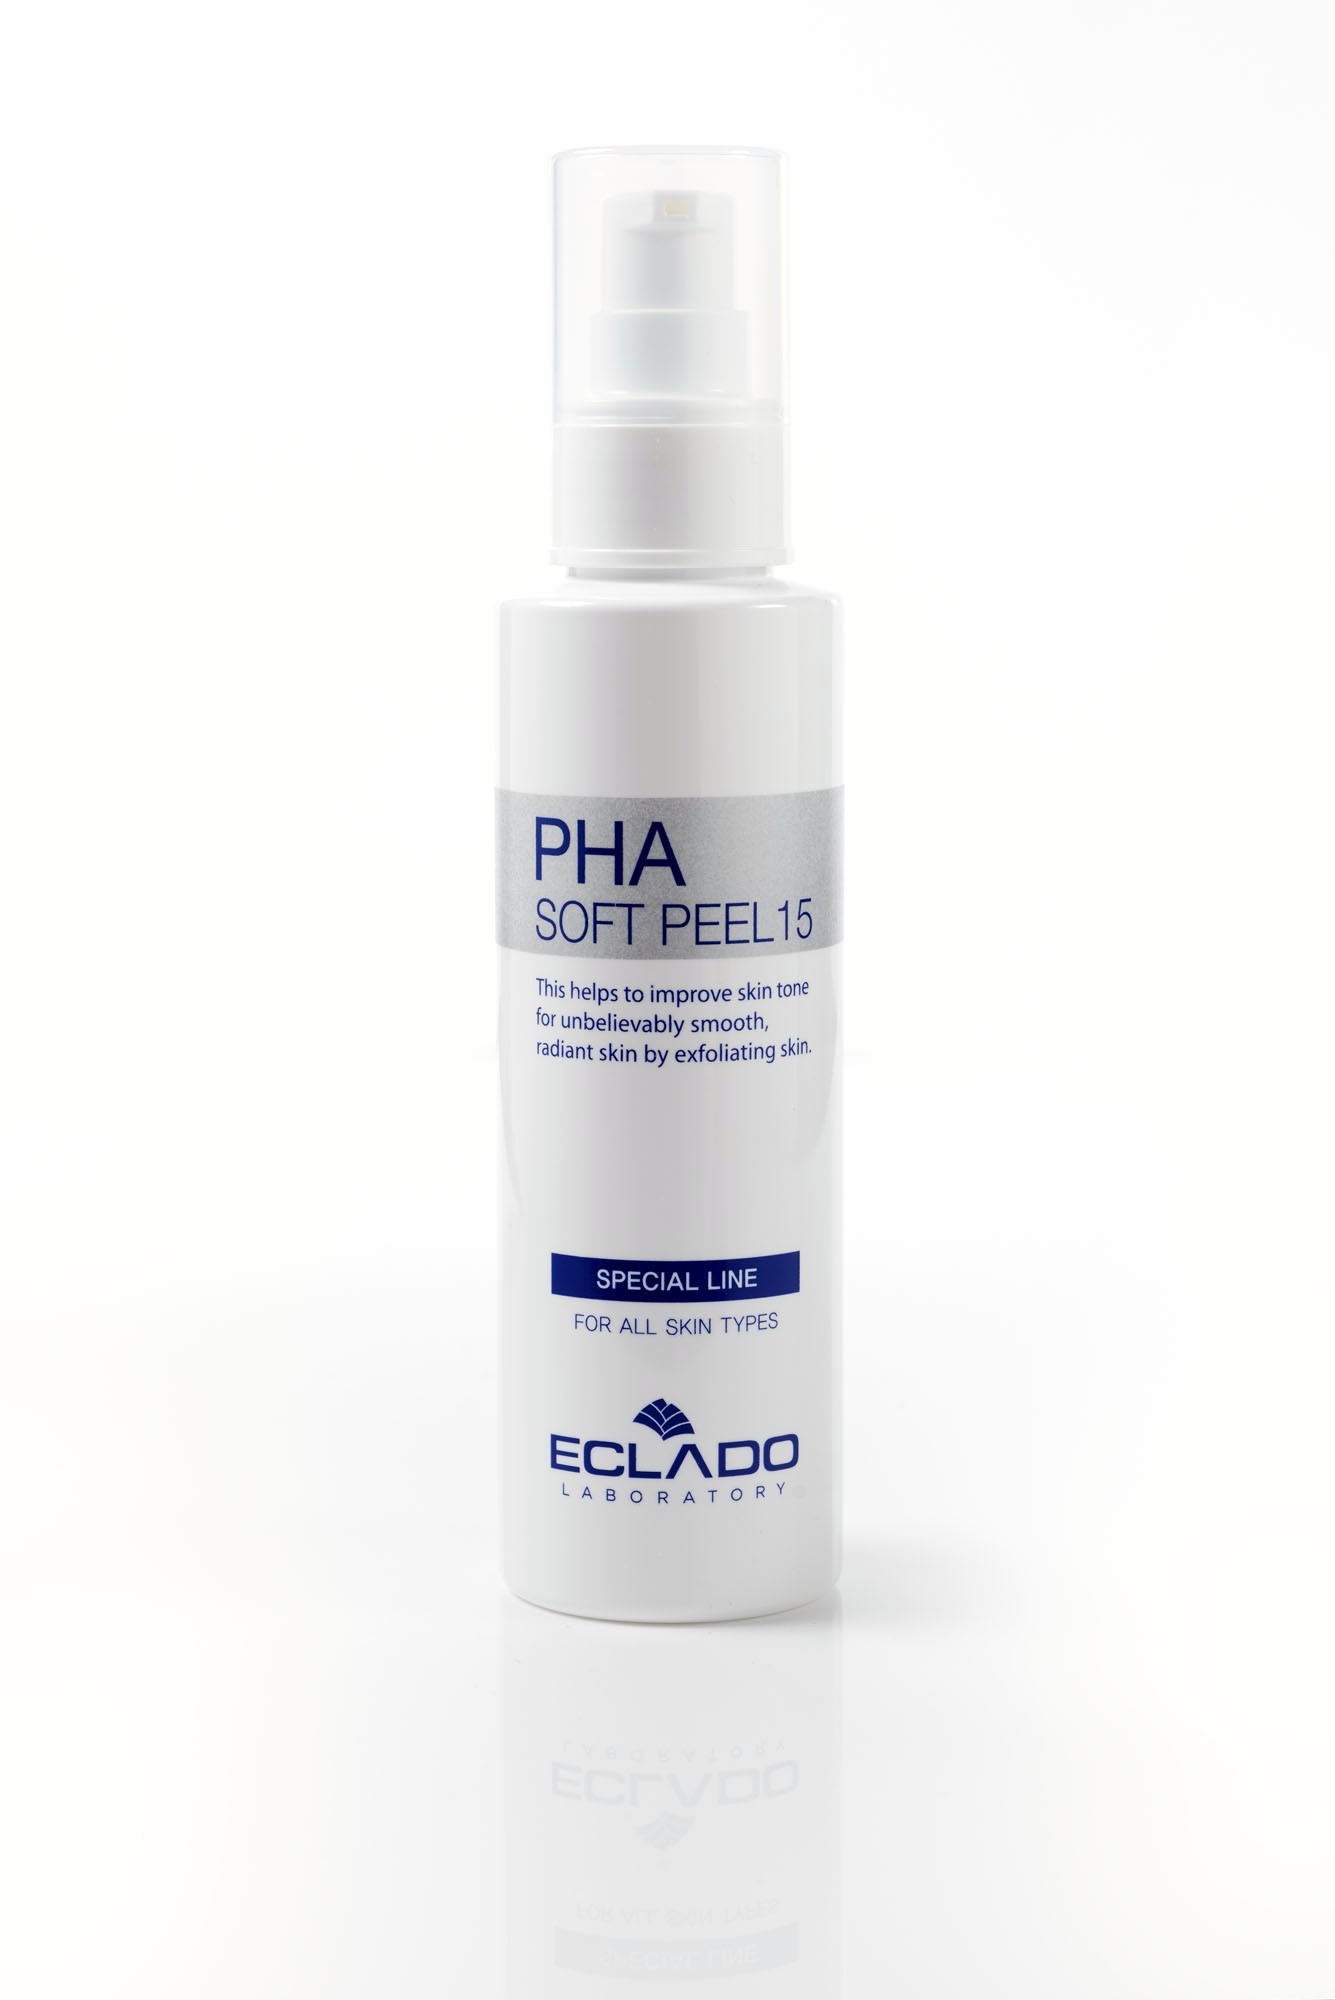 PHA
SOFT PEEL15
This helps to improve skin tone
for unbelievably smooth,
radiant skin by exfoliating skin.
SPECIAL LINE
FOR ALL SKIN TYPES
ECLADO
LABORATORY